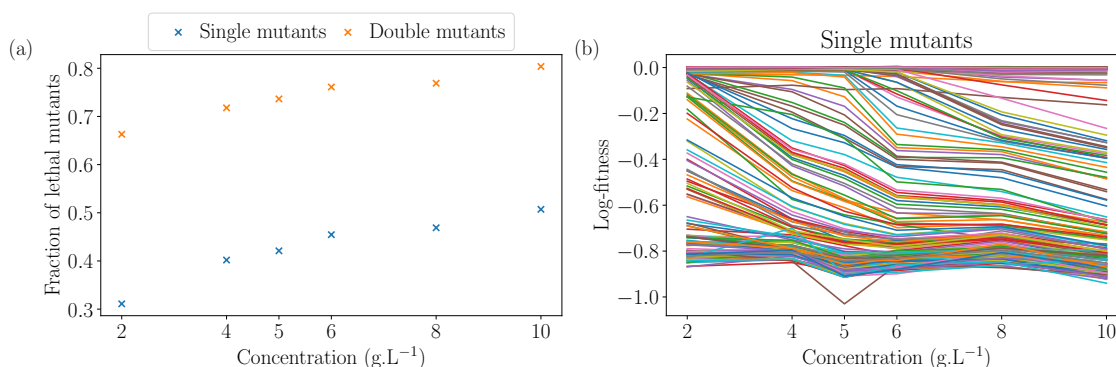 (a)
Single mutants
Double mutants
Fraction of lethal mutants
0.8
0.7
0.6
0.5
0.4
0.3
2
4
5
6
8
10
Concentration (g.L⁻¹)
(b)
Single mutants
Log-fitness
0.0
−0.2
−0.4
−0.6
−0.8
−1.0
2
4
5
6
8
10
Concentration (g.L⁻¹)